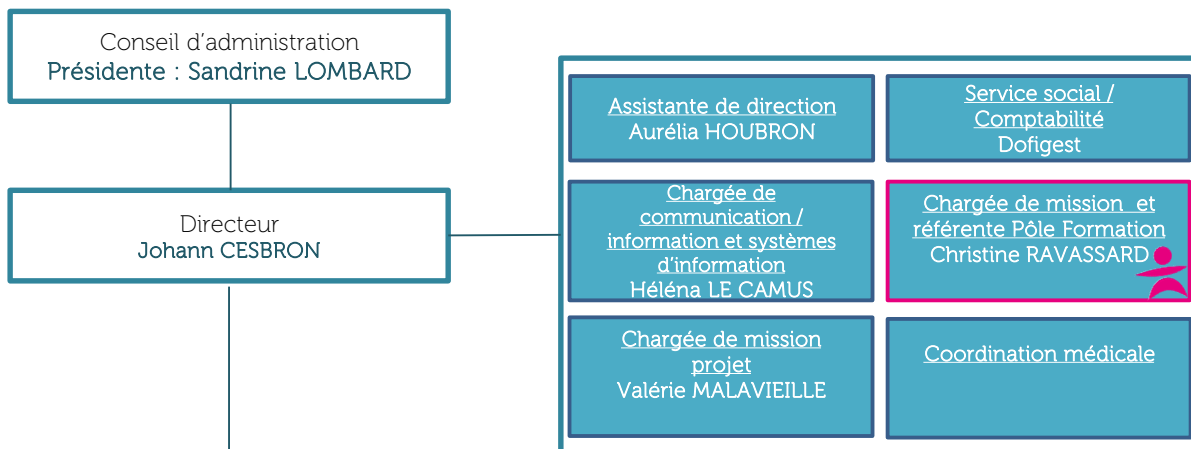 Conseil d’administration
Présidente : Sandrine LOMBARD
Directeur
Johann CESBRON
Assistante de direction
Aurélia HOUBRON
Service social /
Comptabilité
Dofigest
Chargée de
communication /
information et systèmes
d’information
Héléna LE CAMUS
Chargée de mission et
référente Pôle Formation
Christine RAVASSARD
Chargée de mission
projet
Valérie MALAVIEILLE
Coordination médicale